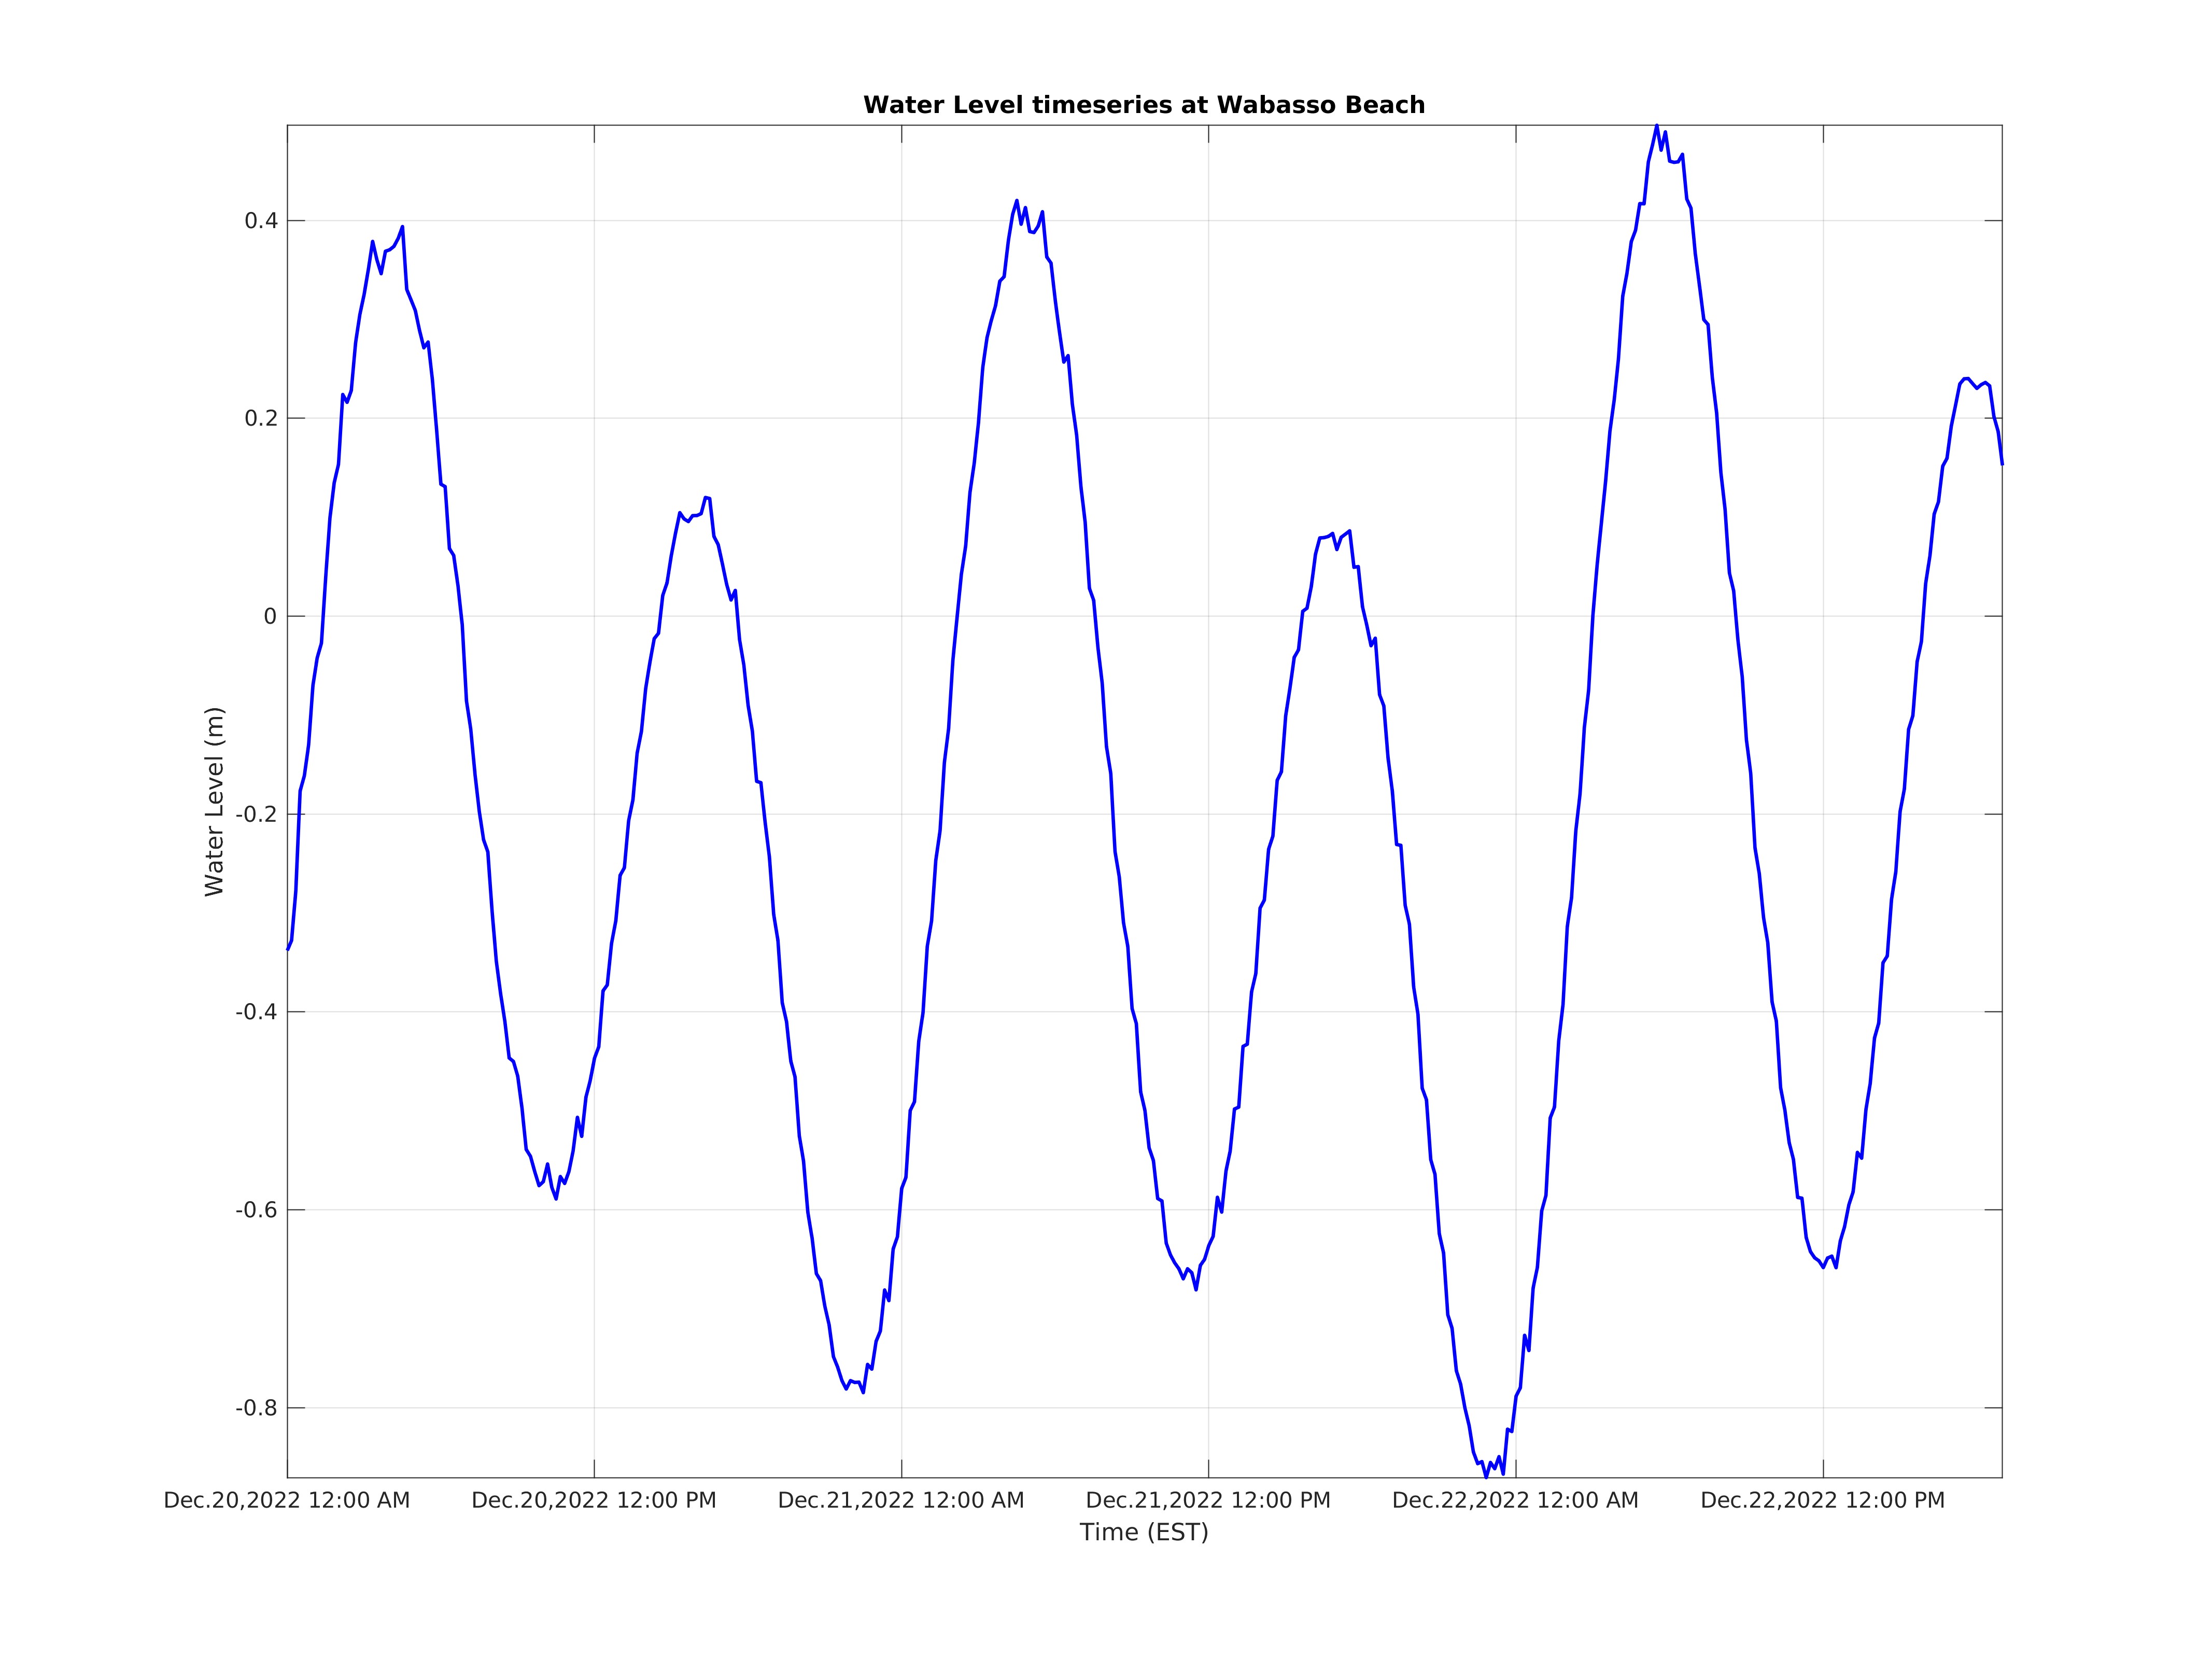 Water Level timeseries at Wabasso Beach
0.4
0.2
0
-0.2
-0.4
-0.6
-0.8
Water Level (m)
Dec.20,2022 12:00 AM Dec.20,2022 12:00 PM Dec.21,2022 12:00 AM Dec.21,2022 12:00 PM Dec.22,2022 12:00 AM Dec.22,2022 12:00 PM
Time (EST)